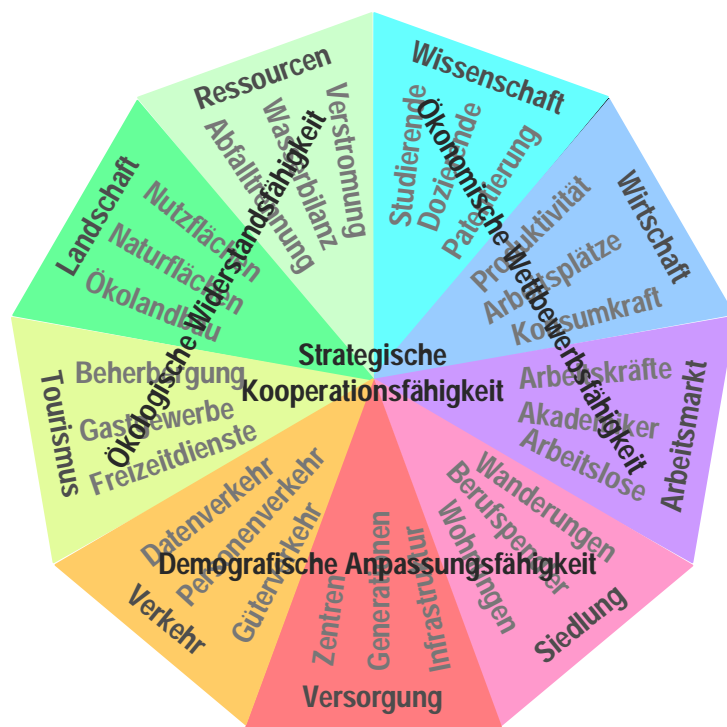 Ressourcen
Verstromung
Wasserbilanz
Abfalltrennung
Wissenschaft
Studierende
Dozierende
Patentierung
Wirtschaft
Produktivität
Arbeitsplätze
Konsumkraft
Arbeitsmarkt
Arbeitskräfte
Akademiker
Arbeitslose
Siedlung
Wanderungen
Berufspendler
Wohnungen
Versorgung
Zentren
Generationen
Infrastruktur
Verkehr
Datenverkehr
Personenverkehr
Güterverkehr
Tourismus
Beherbergung
Gastgewerbe
Freizeitdienste
Landschaft
Nutzflächen
Naturflächen
Ökolandbau
Ökologische Widerstandsfähigkeit
Ökonomische Wettbewerbsfähigkeit
Strategische
Kooperationsfähigkeit
Demografische Anpassungsfähigkeit